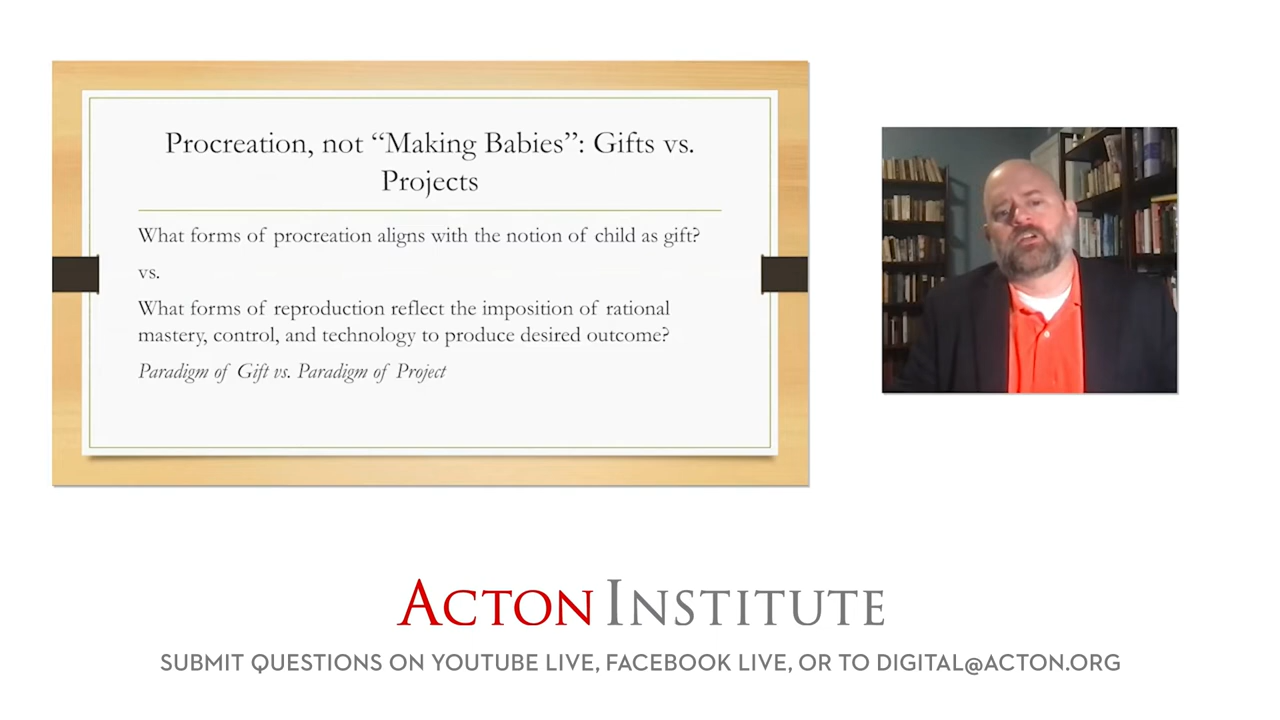 Procreation, not “Making Babies”: Gifts vs.
Projects
What forms of procreation aligns with the notion of child as gift?
vs.
What forms of reproduction reflect the imposition of rational
mastery, control, and technology to produce desired outcome?
Paradigm of Gift vs. Paradigm of Project
ACTON INSTITUTE
SUBMIT QUESTIONS ON YOUTUBE LIVE, FACEBOOK LIVE, OR TO DIGITAL@ACTON.ORG